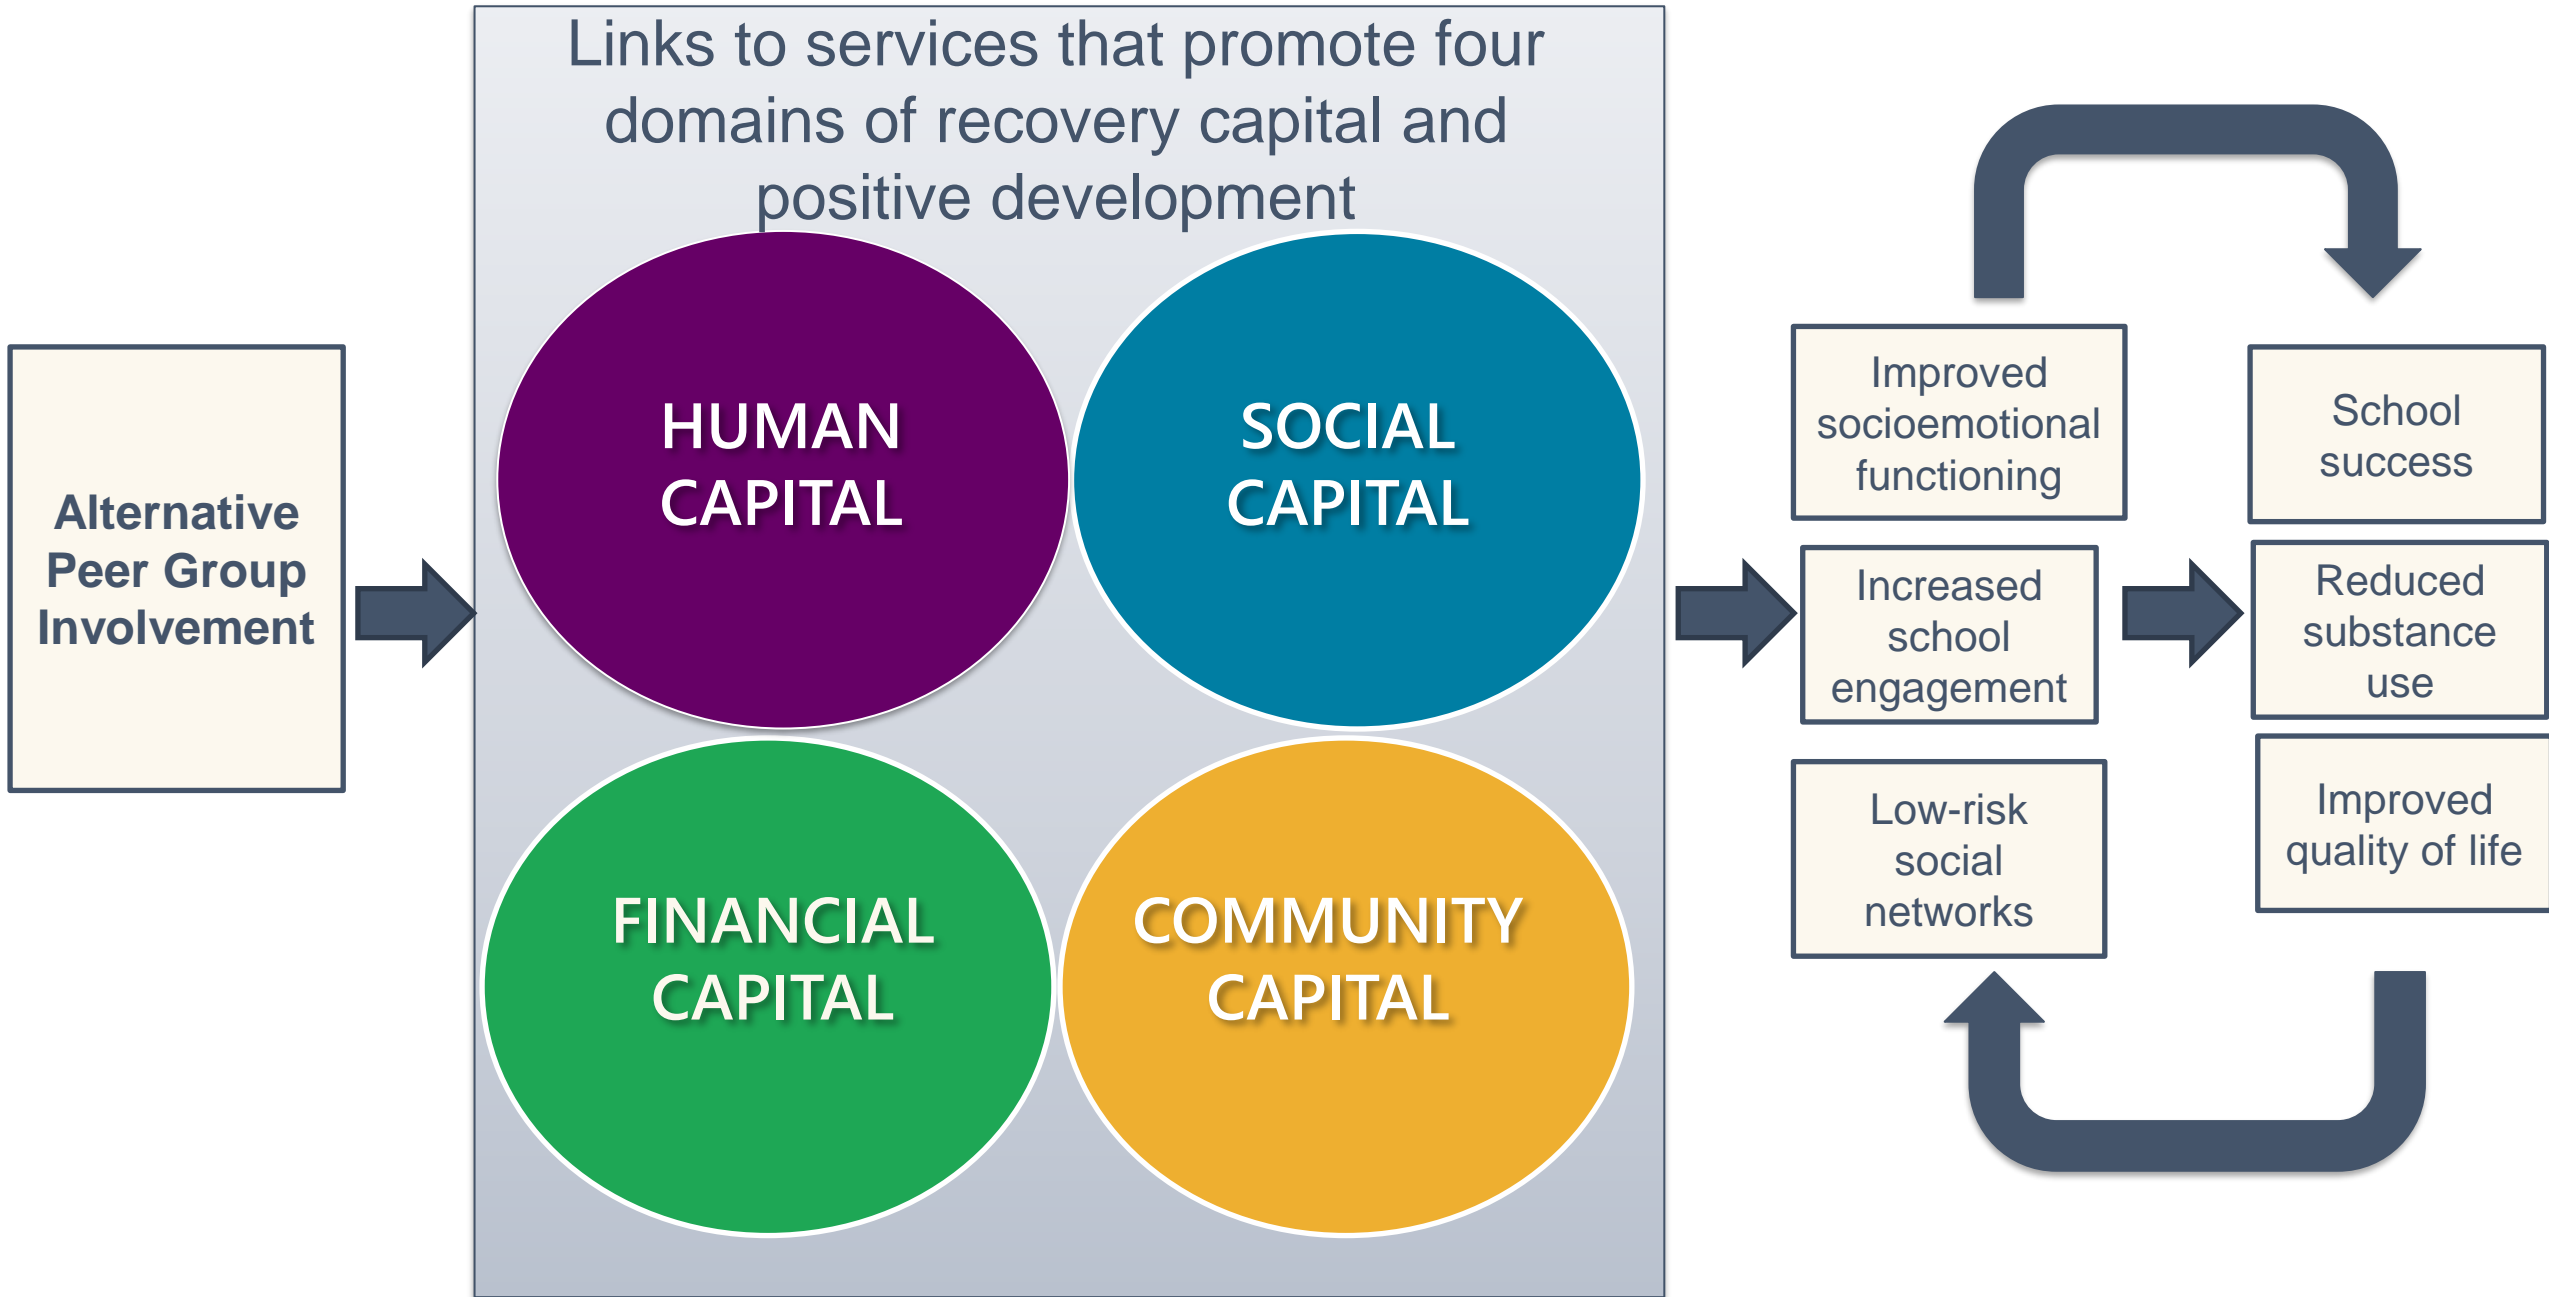 Links to services that promote four
domains of recovery capital and
positive development
Alternative
Peer Group
Involvement
HUMAN
CAPITAL
SOCIAL
CAPITAL
FINANCIAL
CAPITAL
COMMUNITY
CAPITAL
Improved
socioemotional
functioning
Increased
school
engagement
Low-risk
social
networks
School
success
Reduced
substance
use
Improved
quality of life